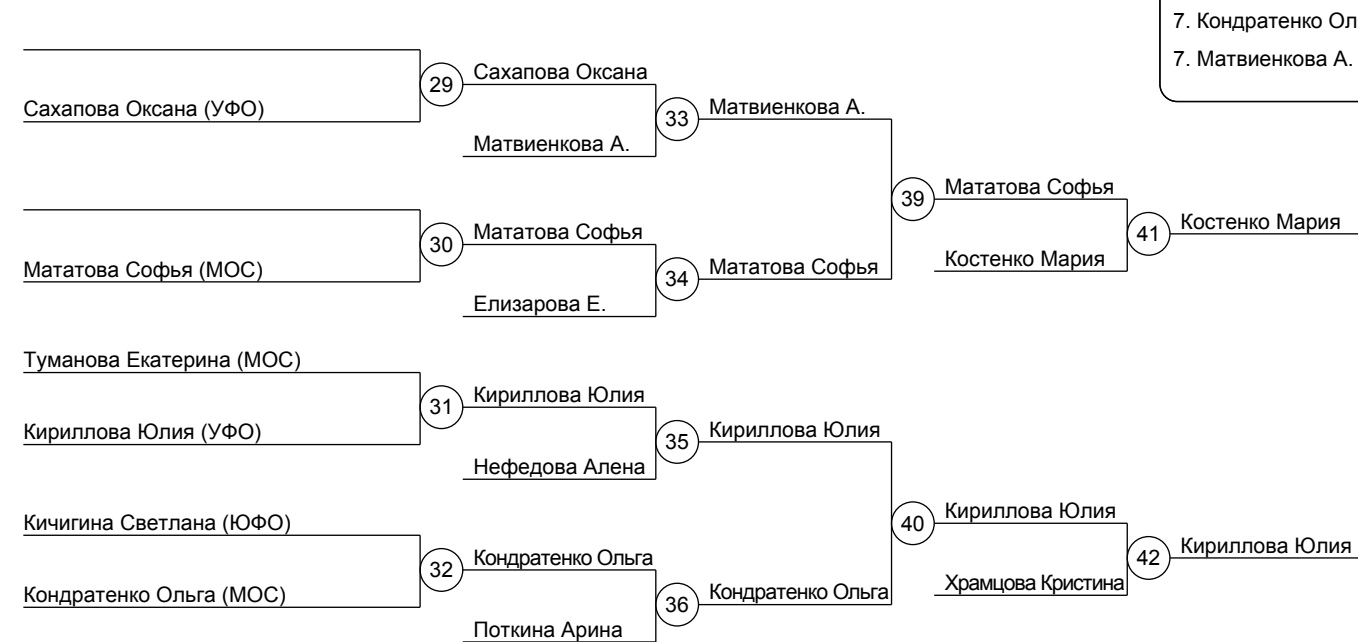 7. Кондратенко Ол
7. Матвиенкова А.
Сахапова Оксана (УФО)
29
Сахапова Оксана
Матвиенкова А.
33
Матвиенкова А.
Мататова Софья (МОС)
30
Мататова Софья
Елизарова Е.
34
Мататова Софья
39
Мататова Софья
Костенко Мария
41
Костенко Мария
Туманова Екатерина (МОС)
Кириллова Юлия (УФО)
31
Кириллова Юлия
Нефедова Алена
35
Кириллова Юлия
Кичигина Светлана (ЮФО)
Кондратенко Ольга (МОС)
32
Кондратенко Ольга
Поткина Арина
36
Кондратенко Ольга
40
Кириллова Юлия
Храмцова Кристина
42
Кириллова Юлия